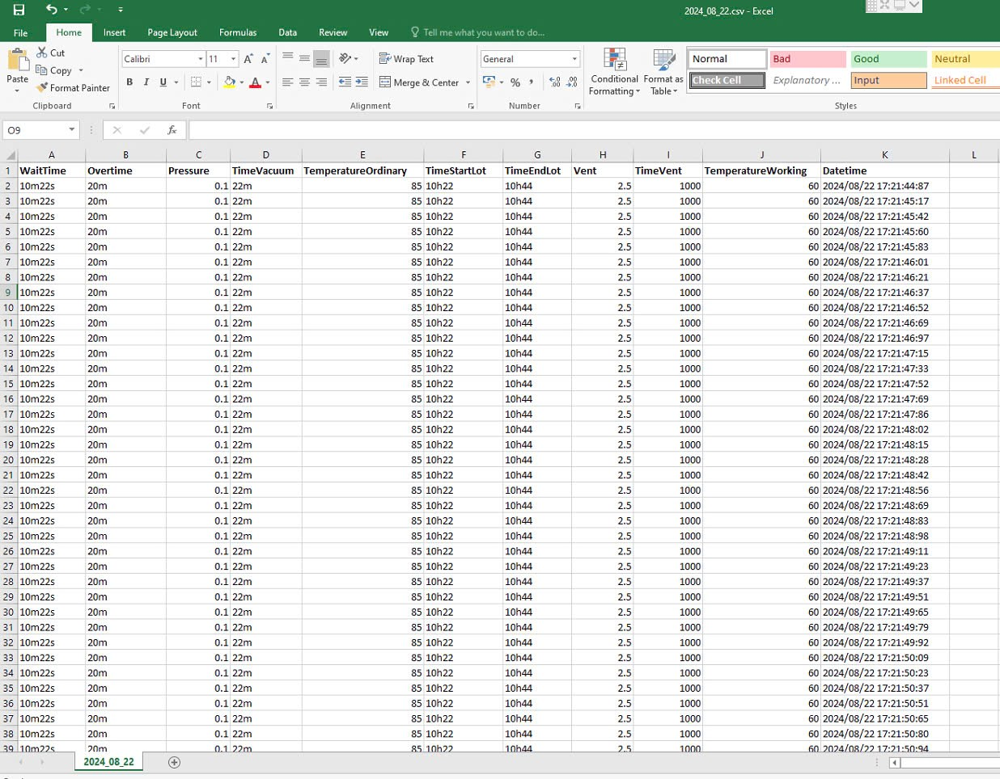 2024_08_22.csv - Excel
File Home Insert Page Layout Formulas Data Review View Tell me what you want to do...
Paste
Cut
Copy
Format Painter
Clipboard
Calibri 11
B I U
Font
Wrap Text
Merge & Center
Alignment
General
%
Number
Conditional Formatting
Format as Table
Normal Bad Good Neutral
Check Cell Explanatory ... Input Linked Cell
Styles
O9
fx
A B C D E F G H I J K L
1 WaitTime Overtime Pressure TimeVacuum TemperatureOrdinary TimeStartLot TimeEndLot Vent TimeVent TemperatureWorking Datetime
2 10m22s 20m 0.1 22m 85 10h22 10h44 2.5 1000 60 2024/08/22 17:21:44:87
3 10m22s 20m 0.1 22m 85 10h22 10h44 2.5 1000 60 2024/08/22 17:21:45:17
4 10m22s 20m 0.1 22m 85 10h22 10h44 2.5 1000 60 2024/08/22 17:21:45:42
5 10m22s 20m 0.1 22m 85 10h22 10h44 2.5 1000 60 2024/08/22 17:21:45:60
6 10m22s 20m 0.1 22m 85 10h22 10h44 2.5 1000 60 2024/08/22 17:21:45:83
7 10m22s 20m 0.1 22m 85 10h22 10h44 2.5 1000 60 2024/08/22 17:21:46:01
8 10m22s 20m 0.1 22m 85 10h22 10h44 2.5 1000 60 2024/08/22 17:21:46:21
9 10m22s 20m 0.1 22m 85 10h22 10h44 2.5 1000 60 2024/08/22 17:21:46:37
10 10m22s 20m 0.1 22m 85 10h22 10h44 2.5 1000 60 2024/08/22 17:21:46:52
11 10m22s 20m 0.1 22m 85 10h22 10h44 2.5 1000 60 2024/08/22 17:21:46:69
12 10m22s 20m 0.1 22m 85 10h22 10h44 2.5 1000 60 2024/08/22 17:21:46:97
13 10m22s 20m 0.1 22m 85 10h22 10h44 2.5 1000 60 2024/08/22 17:21:47:15
14 10m22s 20m 0.1 22m 85 10h22 10h44 2.5 1000 60 2024/08/22 17:21:47:33
15 10m22s 20m 0.1 22m 85 10h22 10h44 2.5 1000 60 2024/08/22 17:21:47:52
16 10m22s 20m 0.1 22m 85 10h22 10h44 2.5 1000 60 2024/08/22 17:21:47:69
17 10m22s 20m 0.1 22m 85 10h22 10h44 2.5 1000 60 2024/08/22 17:21:47:86
18 10m22s 20m 0.1 22m 85 10h22 10h44 2.5 1000 60 2024/08/22 17:21:48:02
19 10m22s 20m 0.1 22m 85 10h22 10h44 2.5 1000 60 2024/08/22 17:21:48:15
20 10m22s 20m 0.1 22m 85 10h22 10h44 2.5 1000 60 2024/08/22 17:21:48:28
21 10m22s 20m 0.1 22m 85 10h22 10h44 2.5 1000 60 2024/08/22 17:21:48:42
22 10m22s 20m 0.1 22m 85 10h22 10h44 2.5 1000 60 2024/08/22 17:21:48:56
23 10m22s 20m 0.1 22m 85 10h22 10h44 2.5 1000 60 2024/08/22 17:21:48:69
24 10m22s 20m 0.1 22m 85 10h22 10h44 2.5 1000 60 2024/08/22 17:21:48:83
25 10m22s 20m 0.1 22m 85 10h22 10h44 2.5 1000 60 2024/08/22 17:21:48:98
26 10m22s 20m 0.1 22m 85 10h22 10h44 2.5 1000 60 2024/08/22 17:21:49:11
27 10m22s 20m 0.1 22m 85 10h22 10h44 2.5 1000 60 2024/08/22 17:21:49:23
28 10m22s 20m 0.1 22m 85 10h22 10h44 2.5 1000 60 2024/08/22 17:21:49:37
29 10m22s 20m 0.1 22m 85 10h22 10h44 2.5 1000 60 2024/08/22 17:21:49:51
30 10m22s 20m 0.1 22m 85 10h22 10h44 2.5 1000 60 2024/08/22 17:21:49:65
31 10m22s 20m 0.1 22m 85 10h22 10h44 2.5 1000 60 2024/08/22 17:21:49:79
32 10m22s 20m 0.1 22m 85 10h22 10h44 2.5 1000 60 2024/08/22 17:21:49:92
33 10m22s 20m 0.1 22m 85 10h22 10h44 2.5 1000 60 2024/08/22 17:21:50:09
34 10m22s 20m 0.1 22m 85 10h22 10h44 2.5 1000 60 2024/08/22 17:21:50:23
35 10m22s 20m 0.1 22m 85 10h22 10h44 2.5 1000 60 2024/08/22 17:21:50:37
36 10m22s 20m 0.1 22m 85 10h22 10h44 2.5 1000 60 2024/08/22 17:21:50:51
37 10m22s 20m 0.1 22m 85 10h22 10h44 2.5 1000 60 2024/08/22 17:21:50:65
38 10m22s 20m 0.1 22m 85 10h22 10h44 2.5 1000 60 2024/08/22 17:21:50:80
39 10m22s 20m 0.1 22m 85 10h22 10h44 2.5 1000 60 2024/08/22 17:21:50:94
2024_08_22